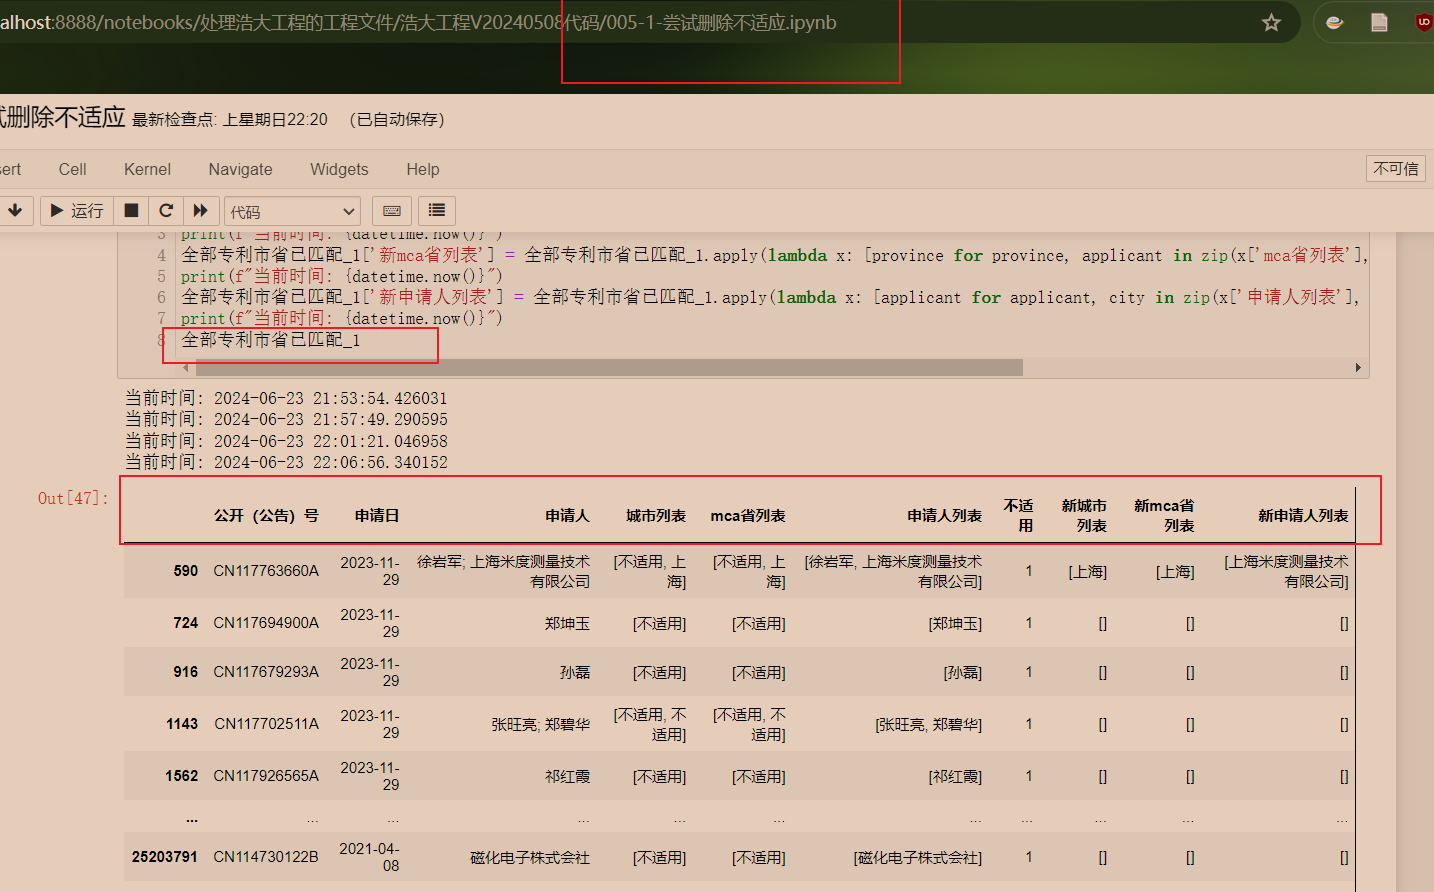 alhost:8888/notebooks/处理浩大工程的工程文件/浩大工程V20240508代码/005-1-尝试删除不适应.ipynb
试删除不适应 最新检查点: 上星期日22:20 (已自动保存)
sert Cell Kernel Navigate Widgets Help 不可信
运行 代码
3 print(f"当前时间: {datetime.now()}")
4 全部专利市省已匹配_1['新mca省列表'] = 全部专利市省已匹配_1.apply(lambda x: [province for province, applicant in zip(x['mca省列表'],
5 print(f"当前时间: {datetime.now()}")
6 全部专利市省已匹配_1['新申请人列表'] = 全部专利市省已匹配_1.apply(lambda x: [applicant for applicant, city in zip(x['申请人列表'],
7 print(f"当前时间: {datetime.now()}")
8 全部专利市省已匹配_1
当前时间: 2024-06-23 21:53:54.426031
当前时间: 2024-06-23 21:57:49.290595
当前时间: 2024-06-23 22:01:21.046958
当前时间: 2024-06-23 22:06:56.340152
Out[47]:
公开（公告）号 申请日 申请人 城市列表 mca省列表 申请人列表 不适用 新城市列表 新mca省列表 新申请人列表
590 CN117763660A 2023-11-29 徐岩军; 上海米度测量技术有限公司 [不适用, 上海] [不适用, 上海] [徐岩军, 上海米度测量技术有限公司] 1 [上海] [上海] [上海米度测量技术有限公司]
724 CN117694900A 2023-11-29 郑坤玉 [不适用] [不适用] [郑坤玉] 1 [] [] []
916 CN117679293A 2023-11-29 孙磊 [不适用] [不适用] [孙磊] 1 [] [] []
1143 CN117702511A 2023-11-29 张旺亮; 郑碧华 [不适用, 不适用] [不适用, 不适用] [张旺亮, 郑碧华] 1 [] [] []
1562 CN117926565A 2023-11-29 祁红霞 [不适用] [不适用] [祁红霞] 1 [] [] []
... ... ... ... ... ... ... ... ... ... ...
25203791 CN114730122B 2021-04-08 磁化电子株式会社 [不适用] [不适用] [磁化电子株式会社] 1 [] [] []